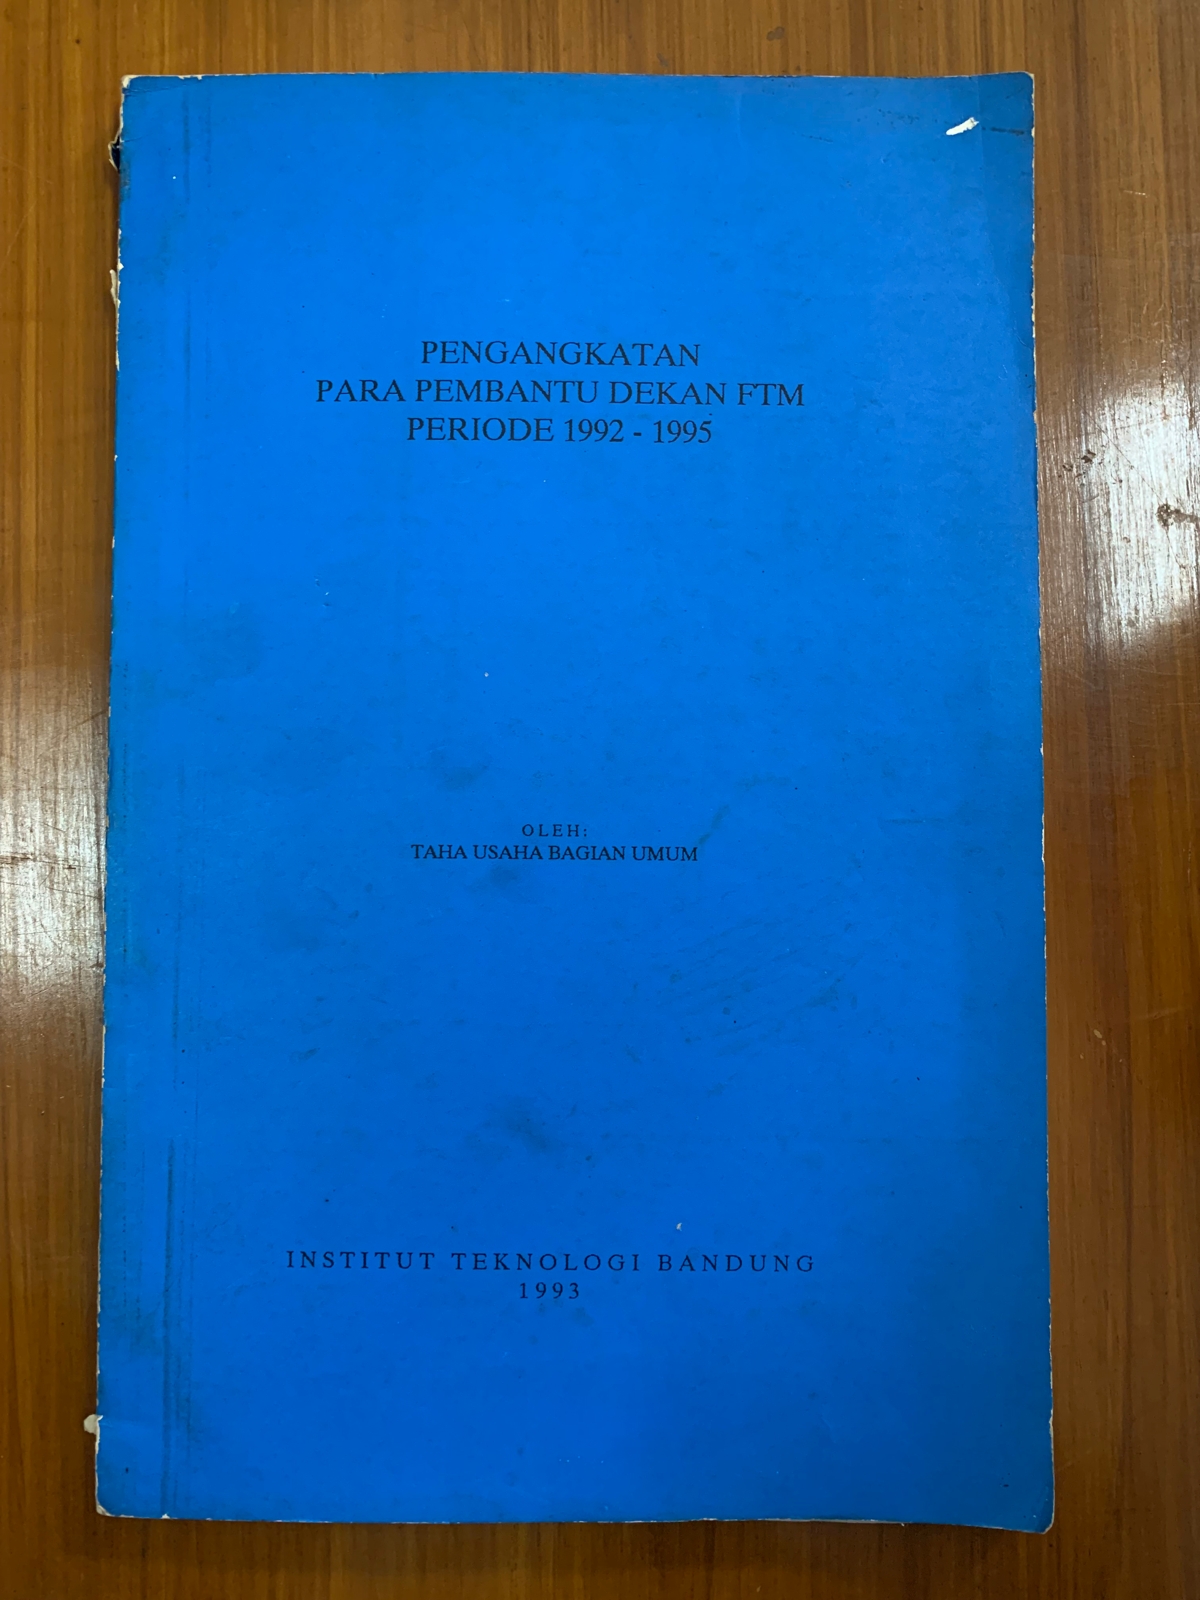 PENGANGKATAN
PARA PEMBANTU DEKAN FTM
PERIODE 1992 - 1995
OLEH:
TAHA USAHA BAGIAN UMUM
INSTITUT TEKNOLOGI BANDUNG
1993